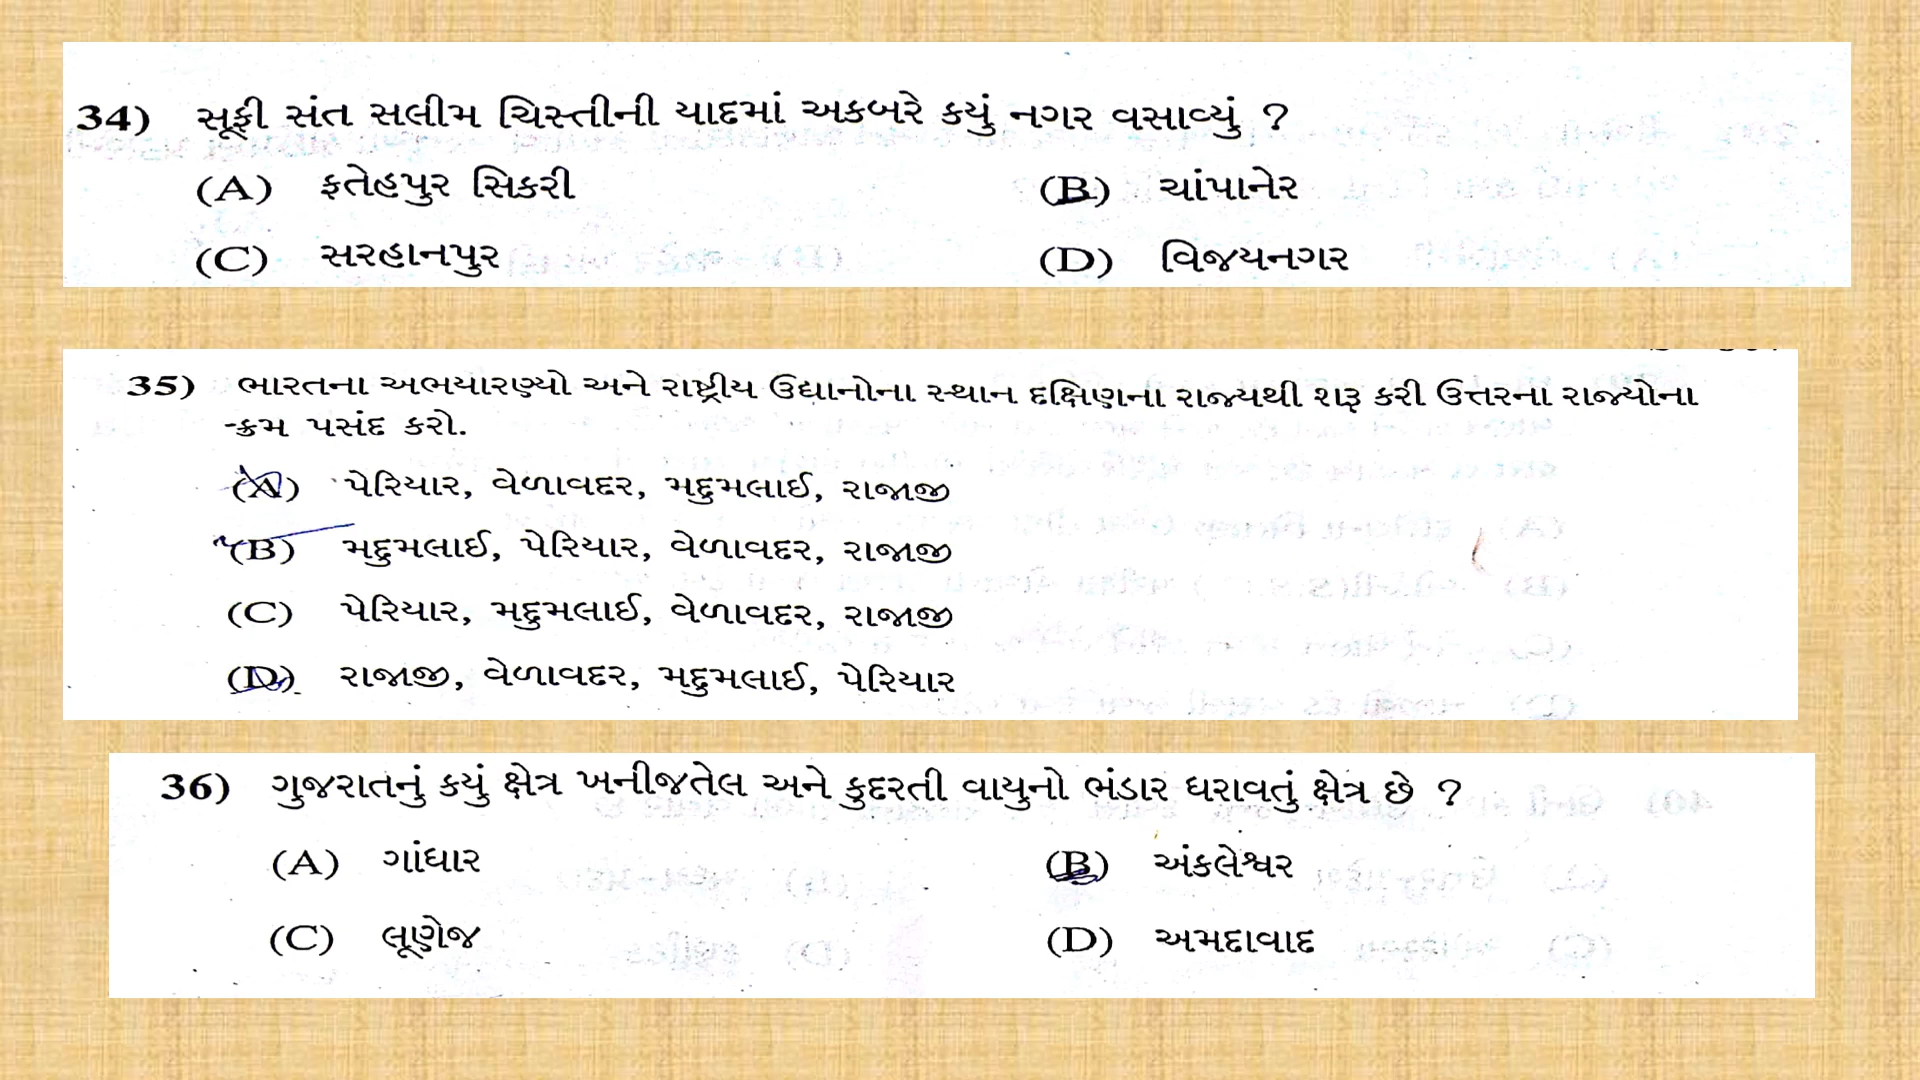 34) સૂફી સંત સલીમ ચિસ્તીની યાદમાં અકબરે કયું નગર વસાવ્યું ?
(A) ફતેહપુર સિકરી (B) ચાંપાનેર
(C) સરહાનપુર (D) વિજયનગર
35) ભારતના અભયારણ્યો અને રાષ્ટ્રીય ઉદ્યાનોના સ્થાન દક્ષિણના રાજ્યથી શરૂ કરી ઉત્તરના રાજ્યોના
ક્રમ પસંદ કરો.
(A) પેરિયાર, વેળાવદર, મદુમલાઈ, રાજાજી
(B) મદુમલાઈ, પેરિયાર, વેળાવદર, રાજાજી
(C) પેરિયાર, મદુમલાઈ, વેળાવદર, રાજાજી
(D) રાજાજી, વેળાવદર, મદુમલાઈ, પેરિયાર
36) ગુજરાતનું કયું ક્ષેત્ર ખનીજતેલ અને કુદરતી વાયુનો ભંડાર ધરાવતું ક્ષેત્ર છે ?
(A) ગાંધાર (B) અંકલેશ્વર
(C) લૂણેજ (D) અમદાવાદ